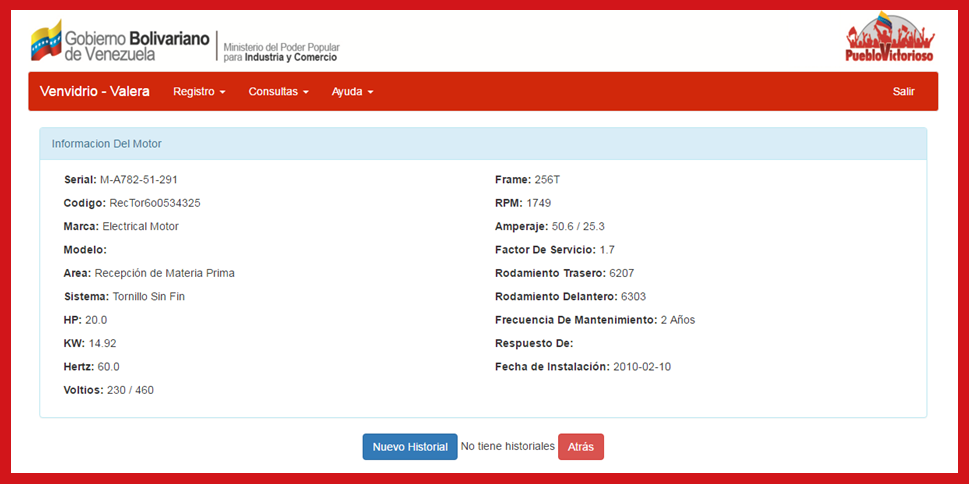 Gobierno Bolivariano
de Venezuela
Ministerio del Poder Popular
para Industria y Comercio
PuebloVictorioso
Venvidrio - Valera Registro Consultas Ayuda Salir
Informacion Del Motor
Serial: M-A782-51-291
Codigo: RecTor6o0534325
Marca: Electrical Motor
Modelo:
Area: Recepción de Materia Prima
Sistema: Tornillo Sin Fin
HP: 20.0
KW: 14.92
Hertz: 60.0
Voltios: 230 / 460
Frame: 256T
RPM: 1749
Amperaje: 50.6 / 25.3
Factor De Servicio: 1.7
Rodamiento Trasero: 6207
Rodamiento Delantero: 6303
Frecuencia De Mantenimiento: 2 Años
Respuesto De:
Fecha de Instalación: 2010-02-10
Nuevo Historial No tiene historiales Atrás